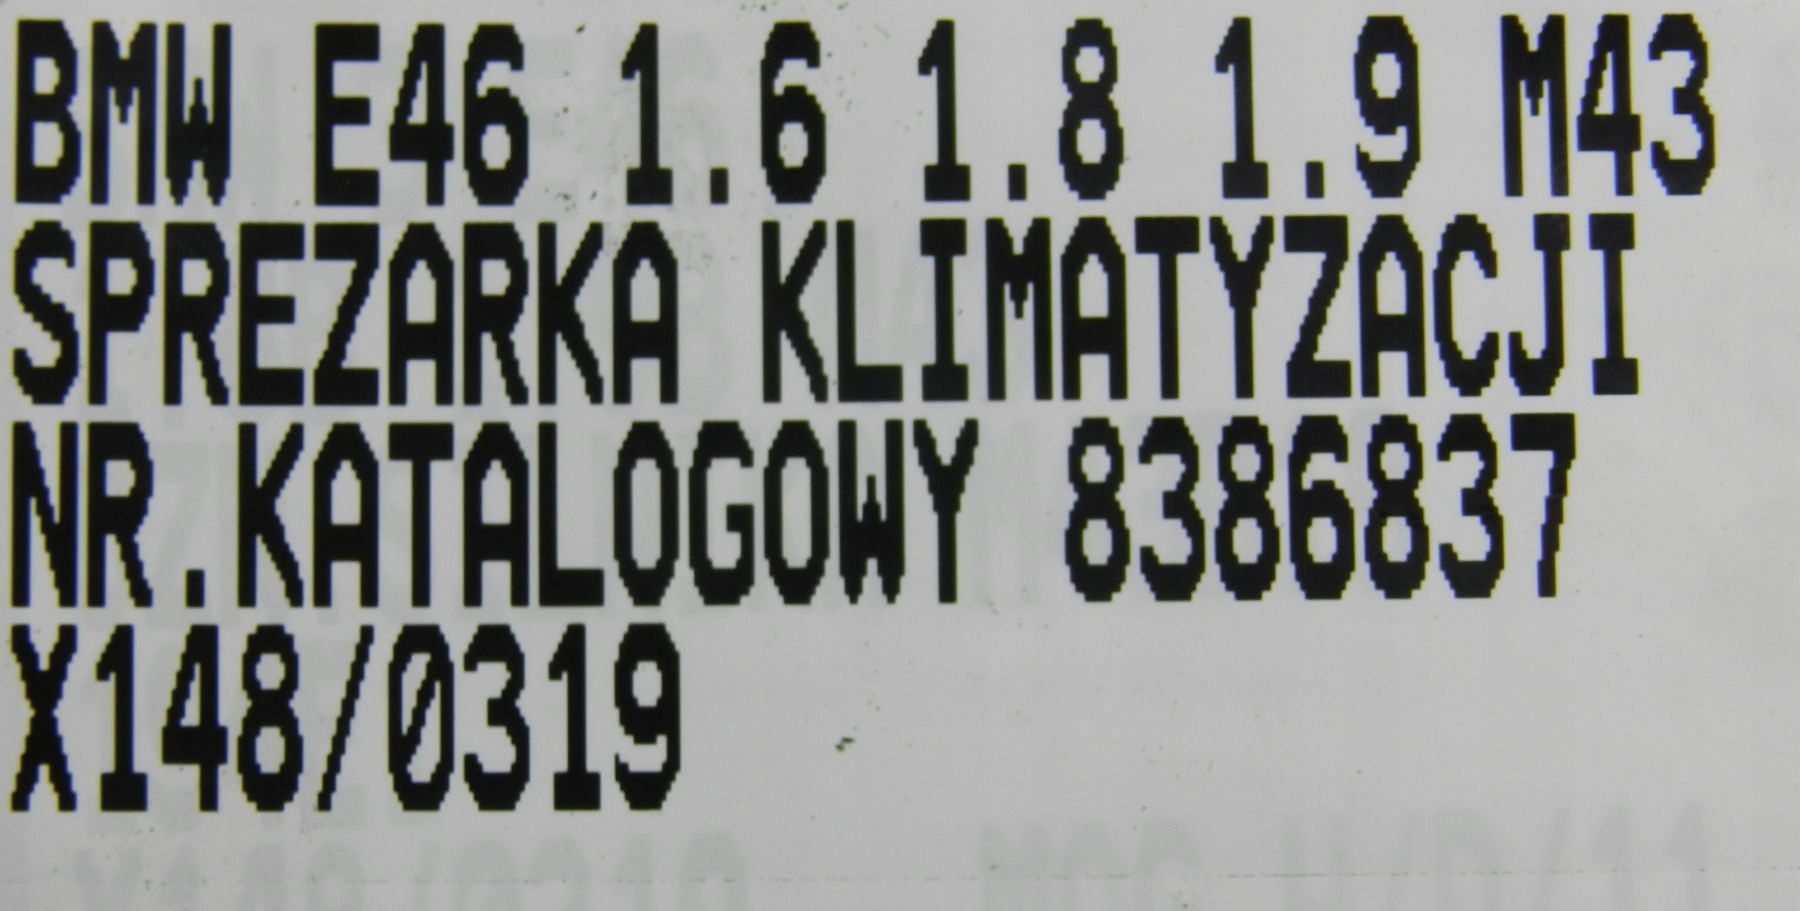 BMW E46 1.6 1.8 1.9 M43
SPREZARKA KLIMATYZACJI
NR.KATALOGOWY 8386837
X148/0319